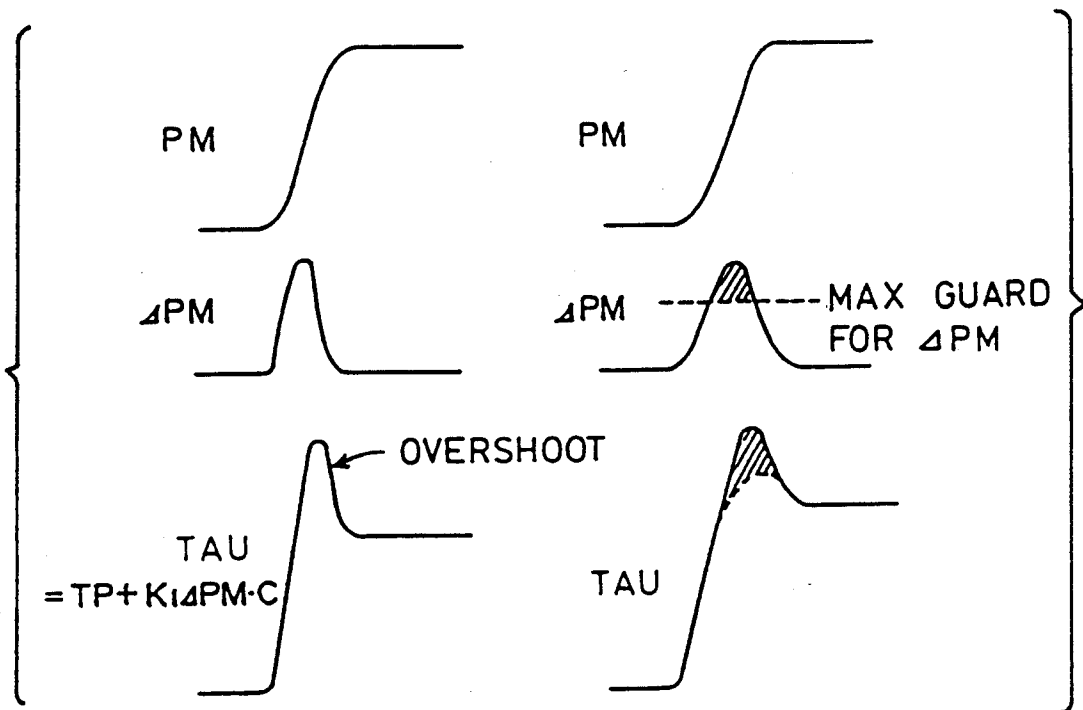 PM
PM
⊿PM
⊿PM
MAX GUARD
FOR ⊿PM
OVERSHOOT
TAU
= TP+K1⊿PM·C
TAU